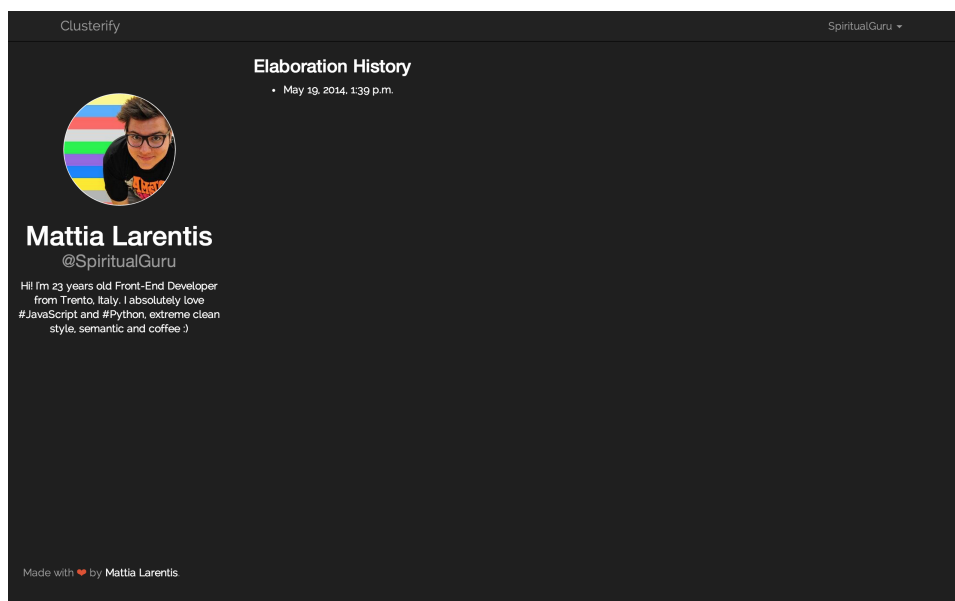 Clusterify
SpiritualGuru
Elaboration History
• May 19, 2014, 1:39 p.m.
Mattia Larentis
@SpiritualGuru
Hi! I'm 23 years old Front-End Developer
from Trento, Italy. I absolutely love
#JavaScript and #Python, extreme clean
style, semantic and coffee :)
Made with ❤ by Mattia Larentis.